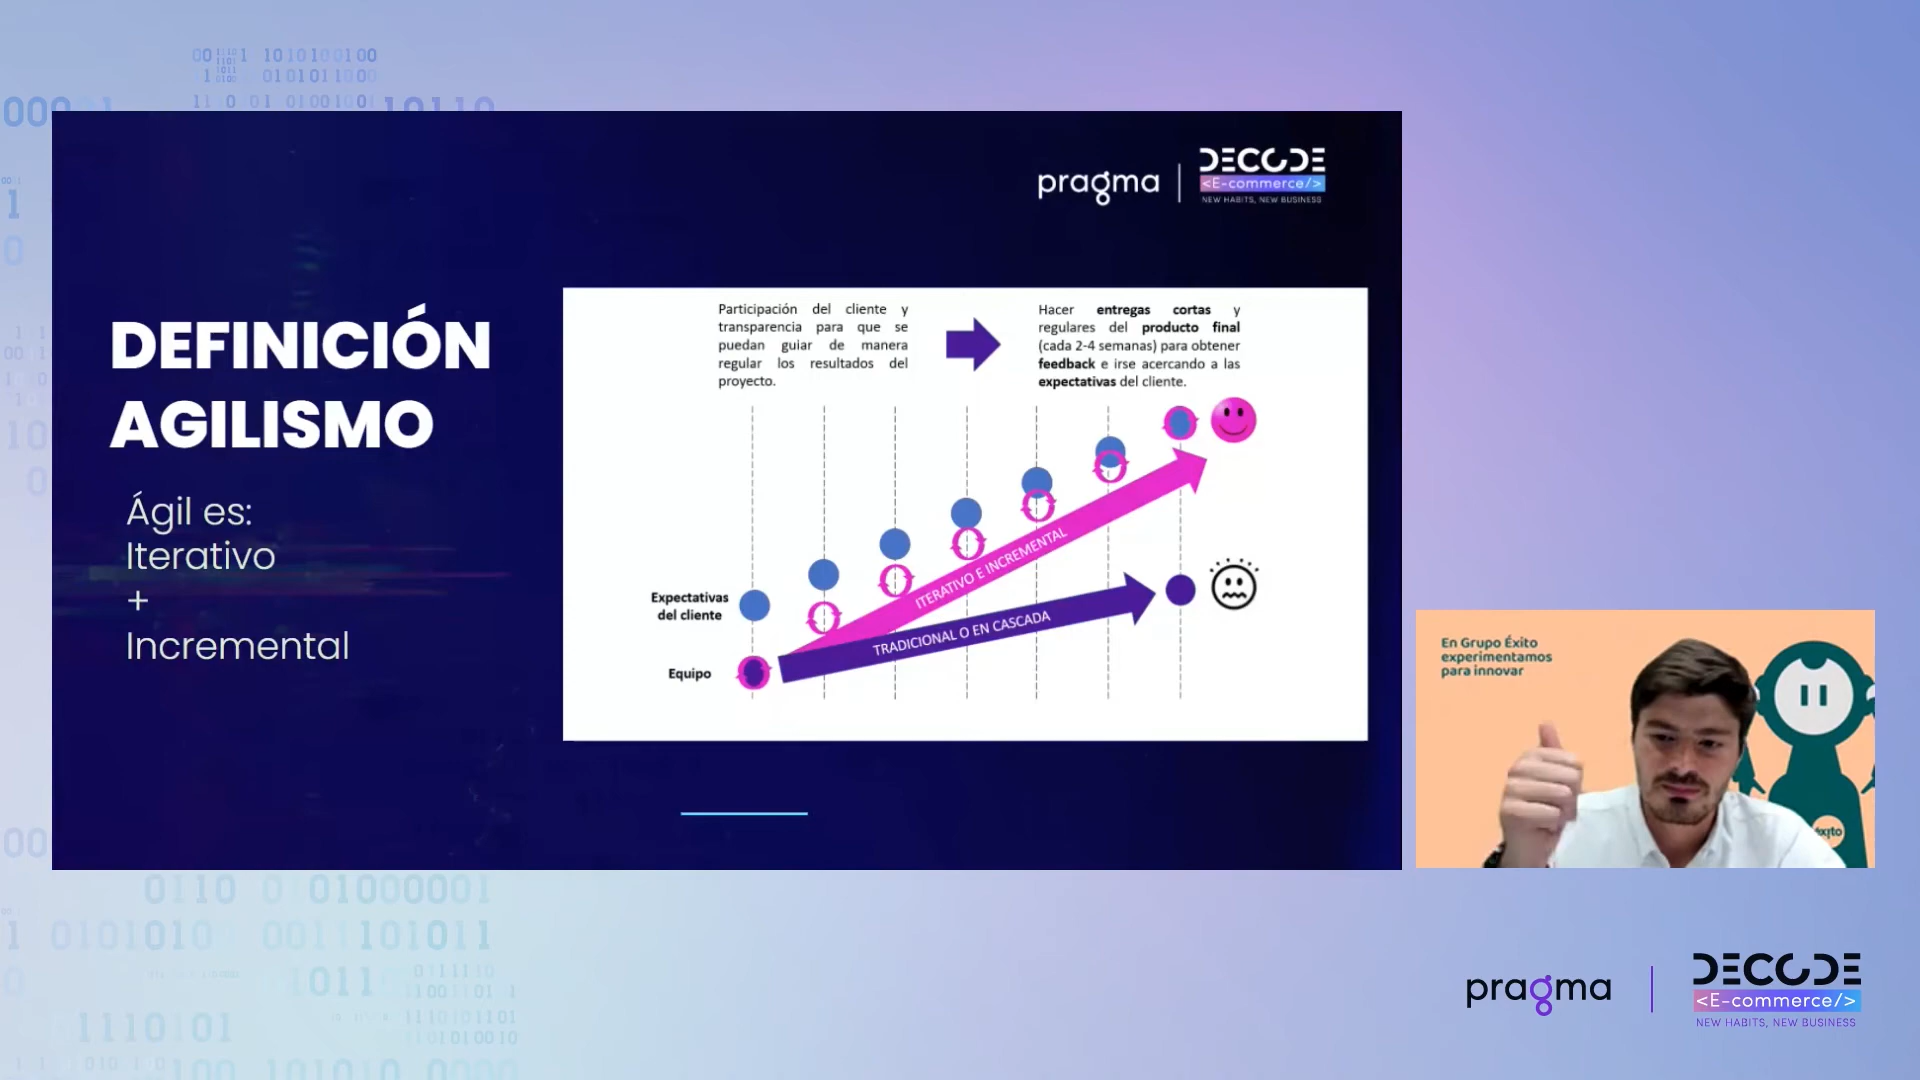 pragma
DECODE
<E-commerce/>
NEW HABITS, NEW BUSINESS
DEFINICIÓN
AGILISMO
Ágil es:
Iterativo
+
Incremental
Participación del cliente y
transparencia para que se
puedan guiar de manera
regular los resultados del
proyecto.
Hacer entregas cortas y
regulares del producto final
(cada 2-4 semanas) para obtener
feedback e irse acercando a las
expectativas del cliente.
ITERATIVO E INCREMENTAL
TRADICIONAL O EN CASCADA
Expectativas
del cliente
Equipo
En Grupo Éxito
experimentamos
para innovar
pragma
DECODE
<E-commerce/>
NEW HABITS, NEW BUSINESS